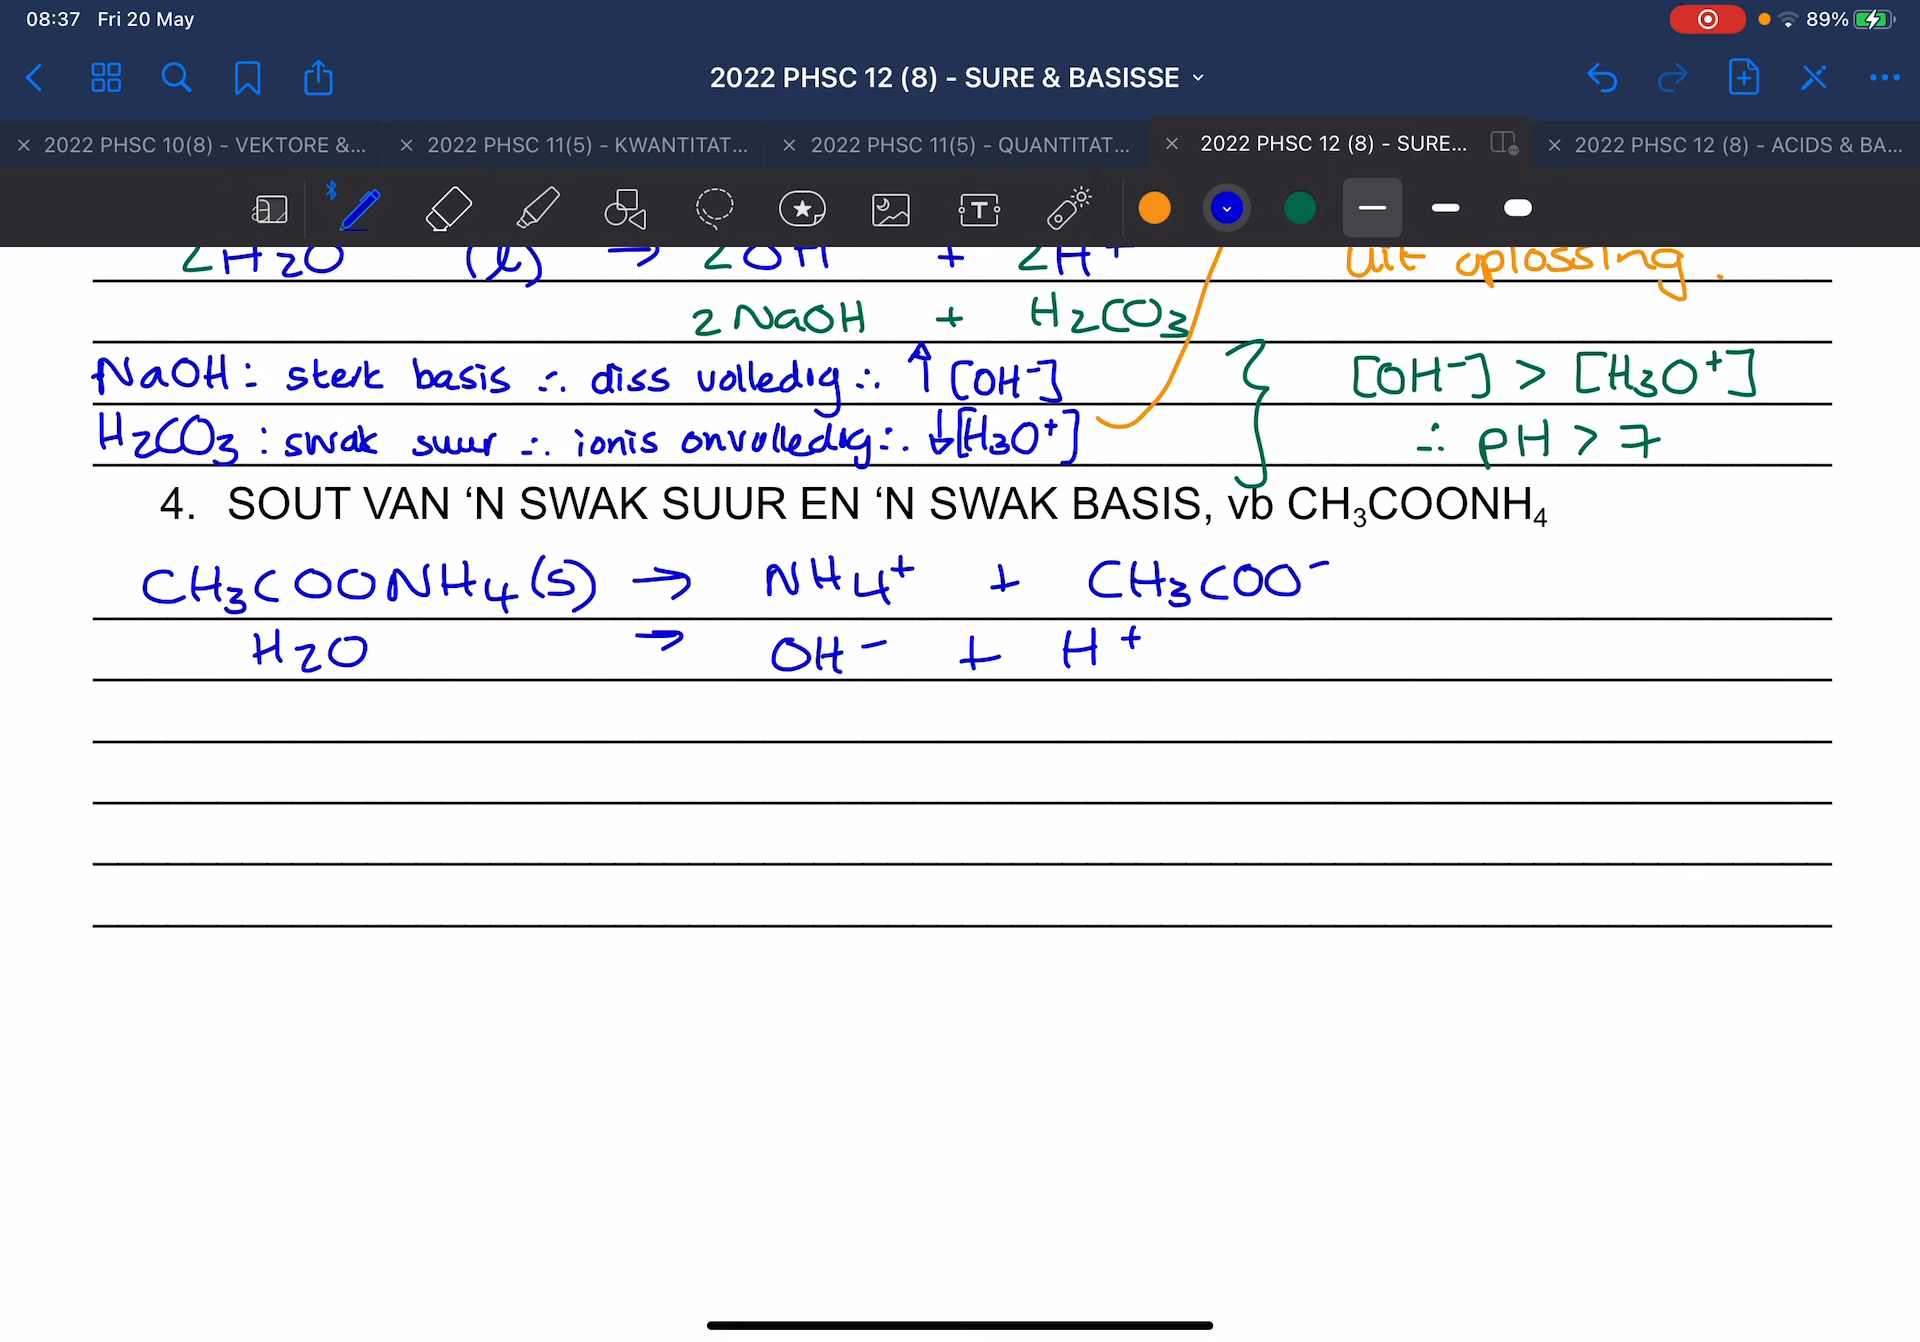 08:37 Fri 20 May 89%
2022 PHSC 12 (8) - SURE & BASISSE
2022 PHSC 10(8) - VEKTORE &... 2022 PHSC 11(5) - KWANTITAT... 2022 PHSC 11(5) - QUANTITAT... 2022 PHSC 12 (8) - SURE... 2022 PHSC 12 (8) - ACIDS & BA...
2H₂O (l) → 2OH + 2H⁺ uit oplossing.
2NaOH + H₂CO₃
NaOH: sterk basis ∴ diss volledig ∴ ↑[OH⁻] [OH⁻] > [H₃O⁺]
H₂CO₃: swak suur ∴ ionis onvolledig ∴ ↓[H₃O⁺] ∴ pH > 7
4. SOUT VAN ‘N SWAK SUUR EN ‘N SWAK BASIS, vb CH₃COONH₄
CH₃COONH₄(s) → NH₄⁺ + CH₃COO⁻
H₂O → OH⁻ + H⁺